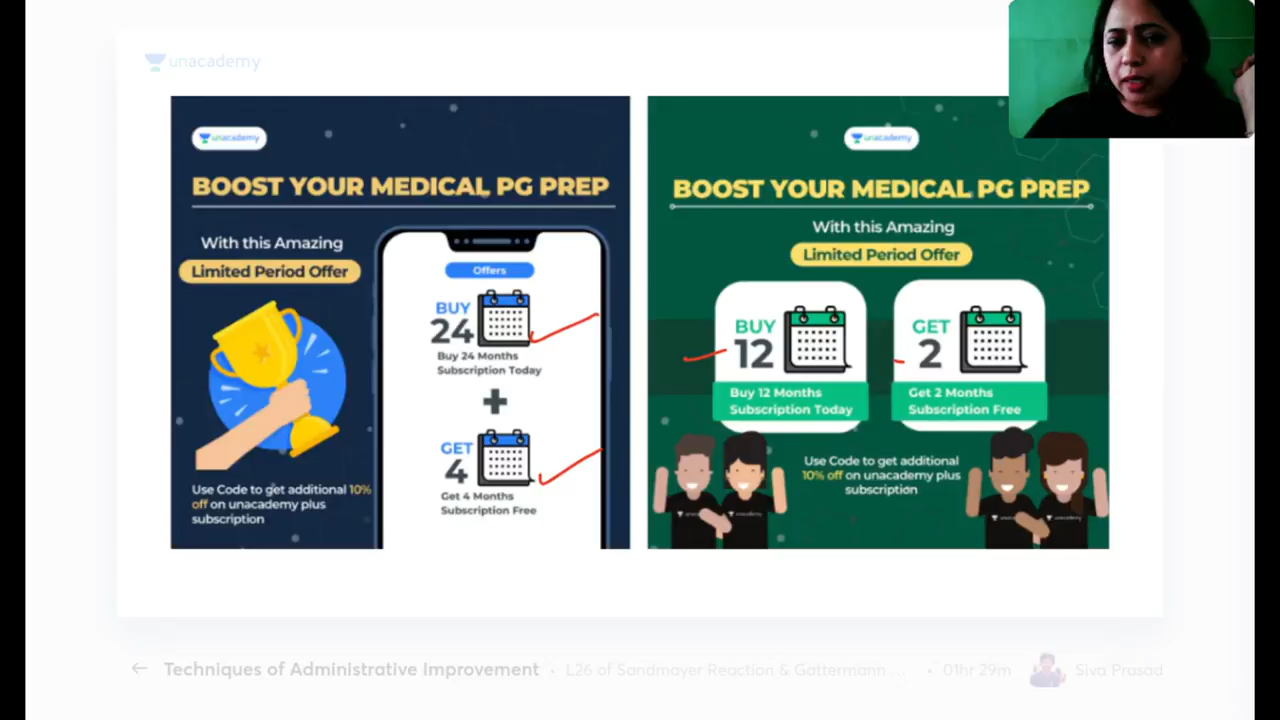 unacademy
unacademy
BOOST YOUR MEDICAL PG PREP
With this Amazing
Limited Period Offer
Offers
BUY
24
Buy 24 Months
Subscription Today
+
GET
4
Get 4 Months
Subscription Free
Use Code to get additional 10%
off on unacademy plus
subscription
unacademy
BOOST YOUR MEDICAL PG PREP
With this Amazing
Limited Period Offer
BUY
12
Buy 12 Months
Subscription Today
GET
2
Get 2 Months
Subscription Free
Use Code to get additional
10% off on unacademy plus
subscription
unacademy
unacademy
unacademy
unacademy
← Techniques of Administrative Improvement • L26 of Sandmayer Reaction & Gattermann ... • 01hr 29m Siva Prasad